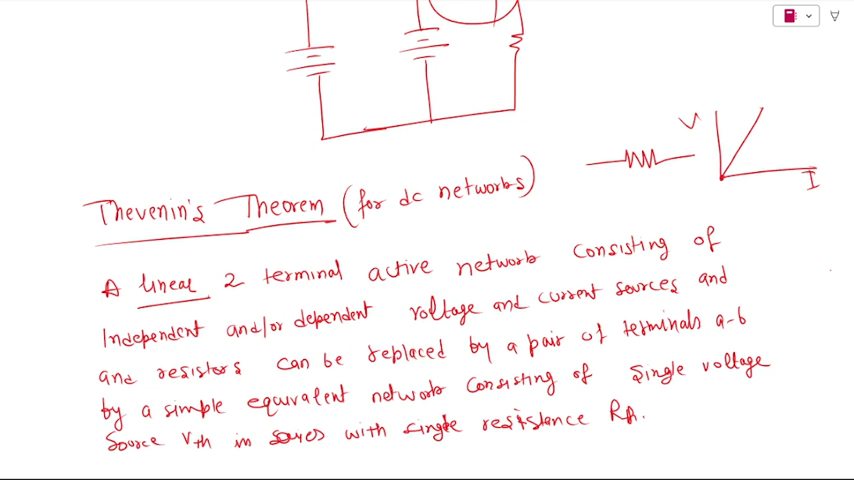 V
I
Thevenin's Theorem (for dc networks)
A linear 2 terminal active network consisting of
Independent and/or dependent voltage and current sources and
and resistors can be replaced by a pair of terminals a-b
by a simple equivalent network consisting of single voltage
source Vth in series with single resistance Rth.